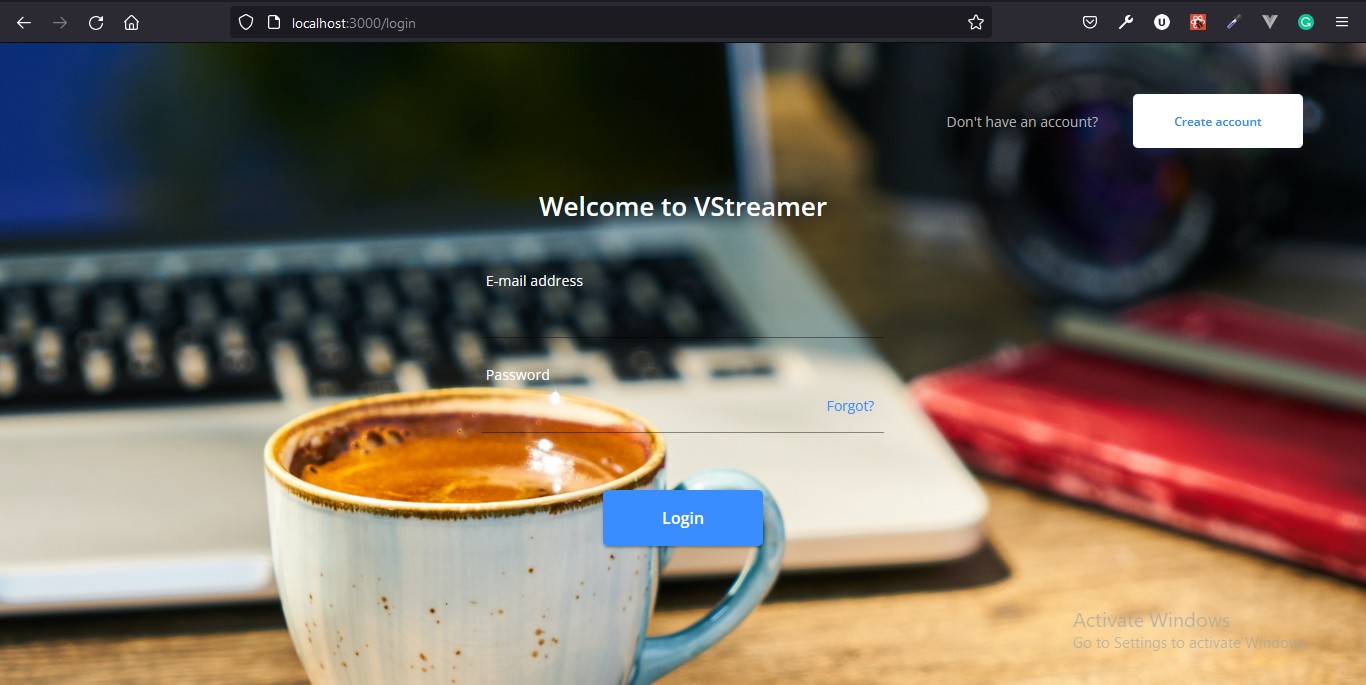 localhost:3000/login
Don't have an account?
Create account
Welcome to VStreamer
E-mail address
Password
Forgot?
Login
Activate Windows
Go to Settings to activate Windows.